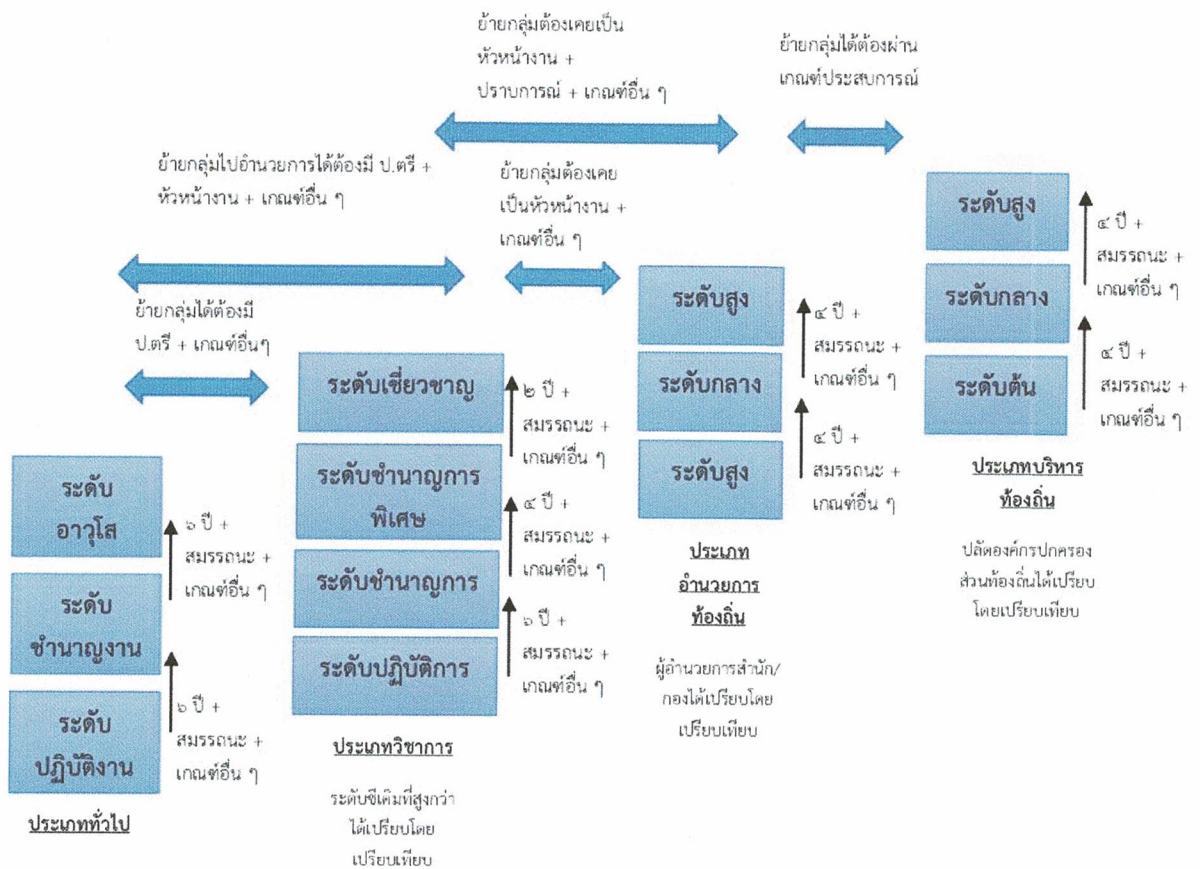 ย้ายกลุ่มต้องเคยเป็น
หัวหน้างาน +
ปราบการณ์ + เกณฑ์อื่น ๆ
ย้ายกลุ่มได้ต้องผ่าน
เกณฑ์ประสบการณ์
ย้ายกลุ่มไปอำนวยการได้ต้องมี ป.ตรี +
หัวหน้างาน + เกณฑ์อื่น ๆ
ย้ายกลุ่มต้องเคย
เป็นหัวหน้างาน +
เกณฑ์อื่น ๆ
ย้ายกลุ่มได้ต้องมี
ป.ตรี + เกณฑ์อื่นๆ
ระดับ
อาวุโส
ระดับ
ชำนาญงาน
ระดับ
ปฏิบัติงาน
๖ ปี +
สมรรถนะ +
เกณฑ์อื่น ๆ
๖ ปี +
สมรรถนะ +
เกณฑ์อื่น ๆ
ประเภททั่วไป
ระดับเชี่ยวชาญ
ระดับชำนาญการ
พิเศษ
ระดับชำนาญการ
ระดับปฏิบัติการ
๒ ปี +
สมรรถนะ +
เกณฑ์อื่น ๆ
๔ ปี +
สมรรถนะ +
เกณฑ์อื่น ๆ
๖ ปี +
สมรรถนะ +
เกณฑ์อื่น ๆ
ประเภทวิชาการ
ระดับซีเดิมที่สูงกว่า
ได้เปรียบโดย
เปรียบเทียบ
ระดับสูง
ระดับกลาง
ระดับสูง
๔ ปี +
สมรรถนะ +
เกณฑ์อื่น ๆ
๔ ปี +
สมรรถนะ +
เกณฑ์อื่น ๆ
ประเภท
อำนวยการ
ท้องถิ่น
ผู้อำนวยการสำนัก/
กองได้เปรียบโดย
เปรียบเทียบ
ระดับสูง
ระดับกลาง
ระดับต้น
๔ ปี +
สมรรถนะ +
เกณฑ์อื่น ๆ
๔ ปี +
สมรรถนะ +
เกณฑ์อื่น ๆ
ประเภทบริหาร
ท้องถิ่น
ปลัดองค์กรปกครอง
ส่วนท้องถิ่นได้เปรียบ
โดยเปรียบเทียบ